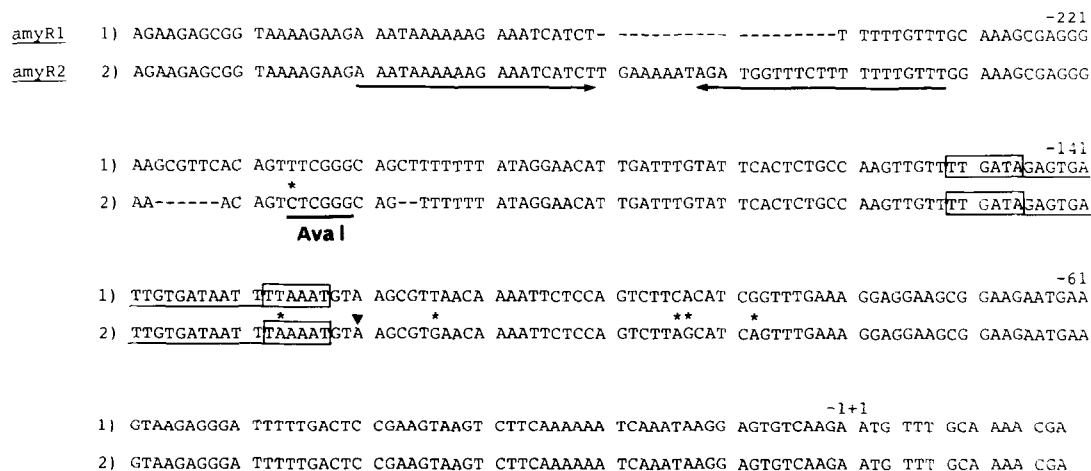 -221
amyR1 1) AGAAGAGCGG TAAAAGAAGA AATAAAAAAG AAATCATCT- ---------- ---------T TTTTGTTTGC AAAGCGAGGG
amyR2 2) AGAAGAGCGG TAAAAGAAGA AATAAAAAAG AAATCATCTT GAAAAATAGA TGGTTTCTTT TTTTGTTTGG AAAGCGAGGG
-141
1) AAGCGTTCAC AGTTTCGGGC AGCTTTTTTT ATAGGAACAT TGATTTGTAT TCACTCTGCC AAGTTGTTTT GATAGAGTGA
*
2) AA------AC AGTCTCGGGC AG--TTTTTT ATAGGAACAT TGATTTGTAT TCACTCTGCC AAGTTGTTTT GATAGAGTGA
Ava I
-61
1) TTGTGATAAT TTTAAATGTA AGCGTTAACA AAATTCTCCA GTCTTCACATC CGGTTTGAAA GGAGGAAGCG GAAGAATGAA
* * ** *
2) TTGTGATAAT TTAAAATGTA AGCGTGAACA AAATTCTCCA GTCTTAGCAT CAGTTTGAAA GGAGGAAGCG GAAGAATGAA
-1+1
1) GTAAGAGGGA TTTTTGACTC CGAAGTAAGT CTTCAAAAAA TCAAATAAGG AGTGTCAAGA ATG TTT GCA AAA CGA
2) GTAAGAGGGA TTTTTGACTC CGAAGTAAGT CTTCAAAAAA TCAAATAAGG AGTGTCAAGA ATG TTT GCA AAA CGA